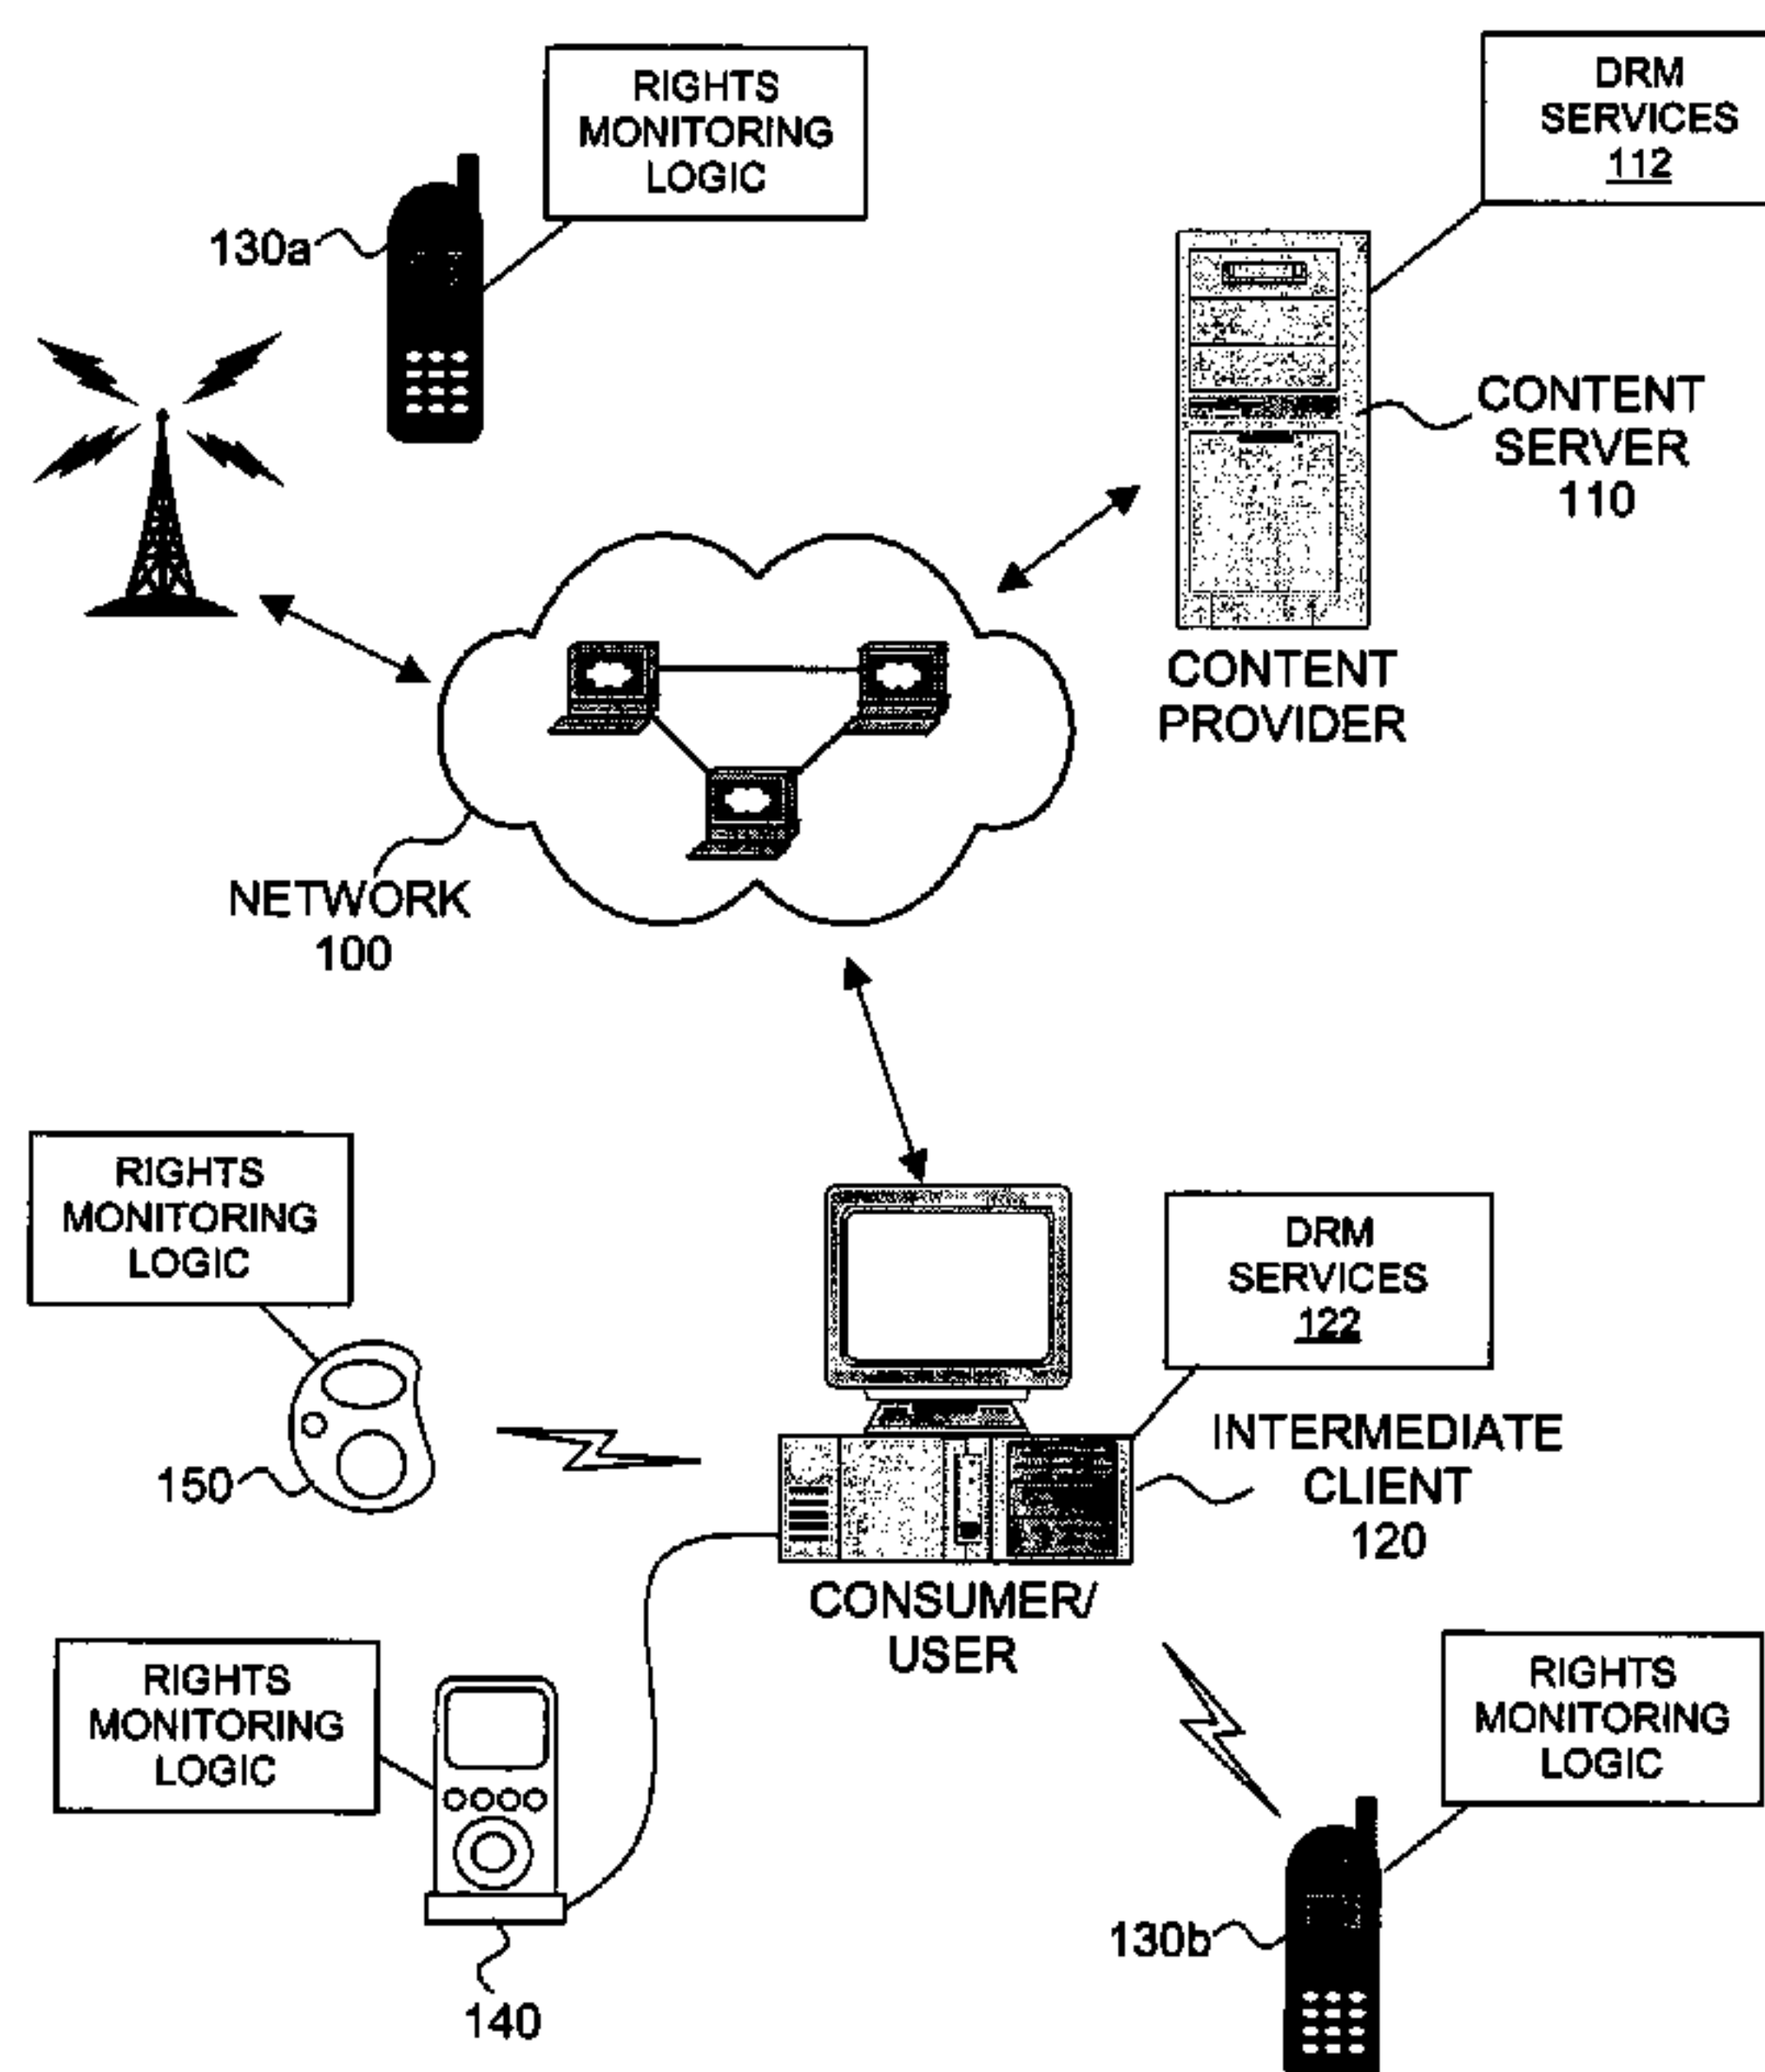 RIGHTS
MONITORING
LOGIC
DRM
SERVICES
112
130a
CONTENT
SERVER
110
CONTENT
PROVIDER
NETWORK
100
RIGHTS
MONITORING
LOGIC
DRM
SERVICES
122
150
INTERMEDIATE
CLIENT
120
CONSUMER/
USER
RIGHTS
MONITORING
LOGIC
RIGHTS
MONITORING
LOGIC
130b
140